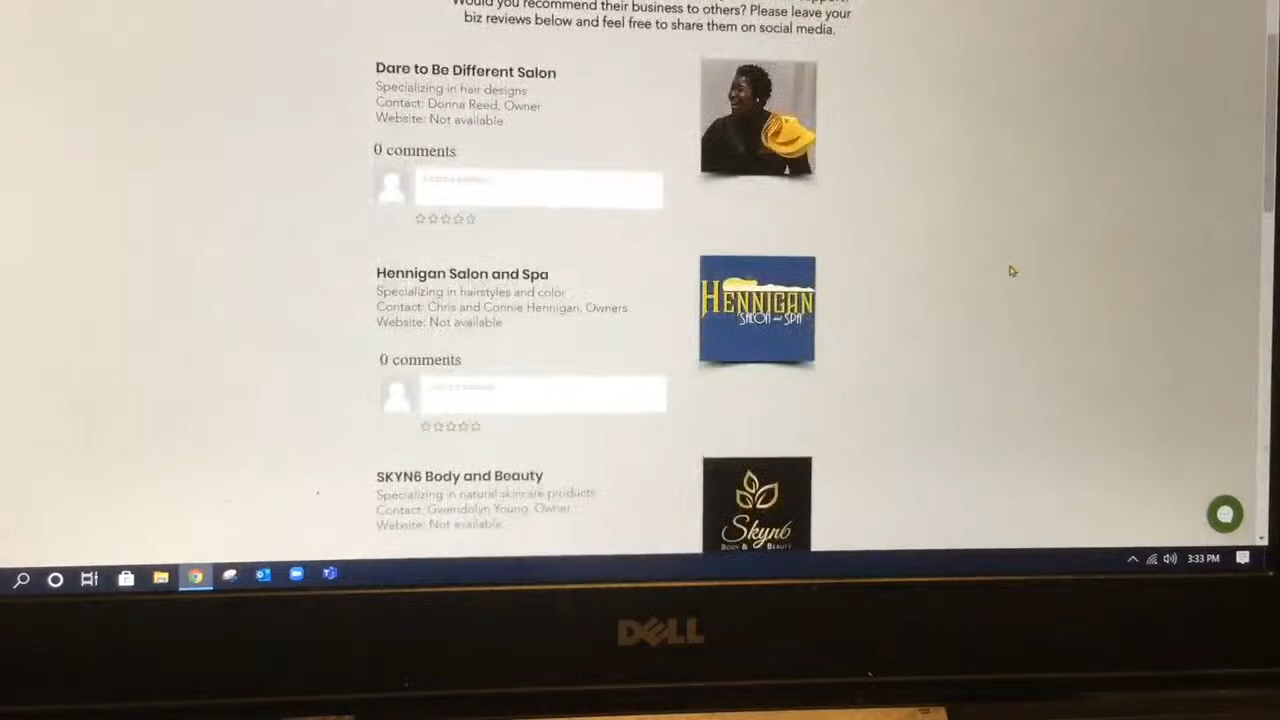 Would you recommend their business to others? Please leave your
biz reviews below and feel free to share them on social media.
Dare to Be Different Salon
Specializing in hair designs
Contact: Donna Reed, Owner
Website: Not available
0 comments
Hennigan Salon and Spa
Specializing in hairstyles and color
Contact: Chris and Connie Hennigan, Owners
Website: Not available
HENNIGAN
SALON and SPA
0 comments
SKYN6 Body and Beauty
Specializing in natural skincare products
Contact: Gwendolyn Young, Owner
Website: Not available
Skyn6
BODY & BEAUTY
3:33 PM
DELL